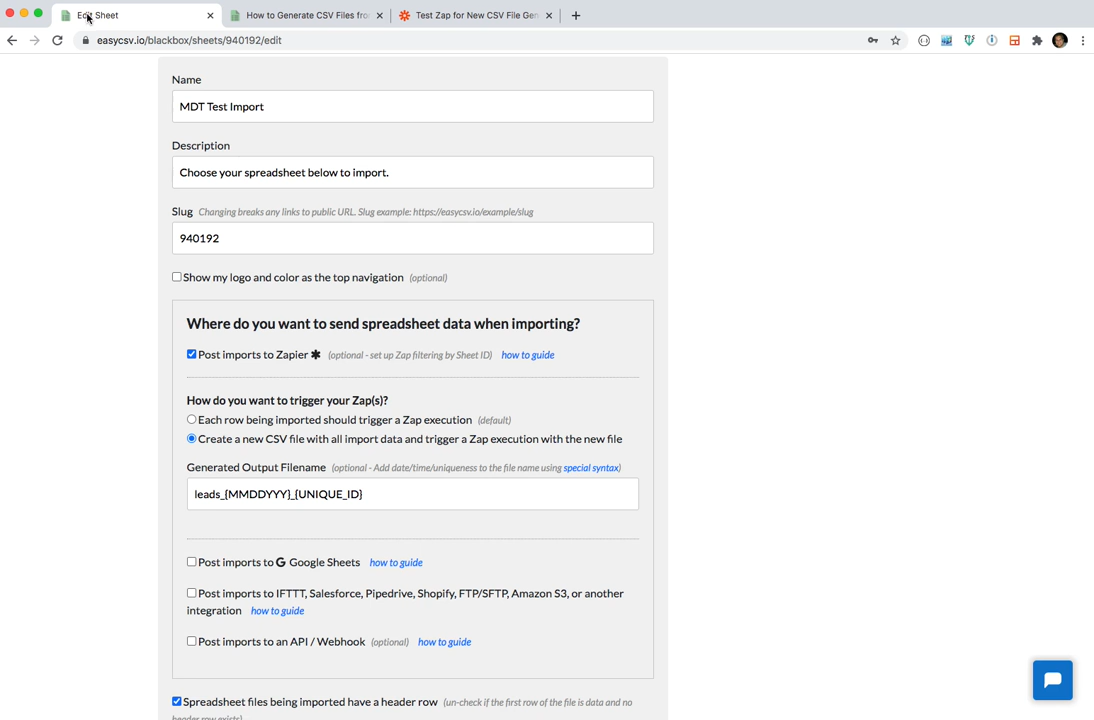 Edit Sheet
How to Generate CSV Files fro
Test Zap for New CSV File Gen
easycsv.io/blackbox/sheets/940192/edit
Name
MDT Test Import
Description
Choose your spreadsheet below to import.
Slug Changing breaks any links to public URL. Slug example: https://easycsv.io/example/slug
940192
Show my logo and color as the top navigation (optional)
Where do you want to send spreadsheet data when importing?
Post imports to Zapier (optional - set up Zap filtering by Sheet ID) how to guide
How do you want to trigger your Zap(s)?
Each row being imported should trigger a Zap execution (default)
Create a new CSV file with all import data and trigger a Zap execution with the new file
Generated Output Filename (optional - Add date/time/uniqueness to the file name using special syntax)
leads_{MMDDYYY}_{UNIQUE_ID}
Post imports to G Google Sheets how to guide
Post imports to IFTTT, Salesforce, Pipedrive, Shopify, FTP/SFTP, Amazon S3, or another
integration how to guide
Post imports to an API / Webhook (optional) how to guide
Spreadsheet files being imported have a header row (un-check if the first row of the file is data and no
header row exists)